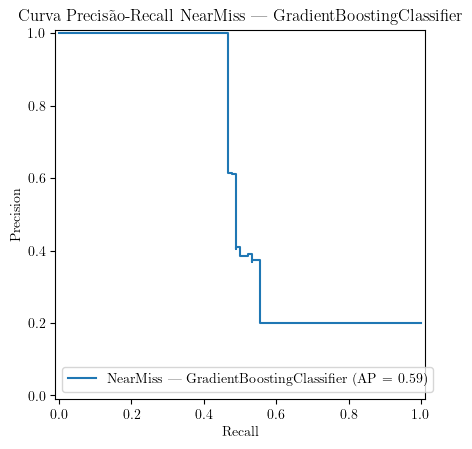 Curva Precisão-Recall NearMiss — GradientBoostingClassifier
1.0
0.8
0.6
0.4
0.2
0.0
Precision
NearMiss — GradientBoostingClassifier (AP = 0.59)
0.0 0.2 0.4 0.6 0.8 1.0
Recall